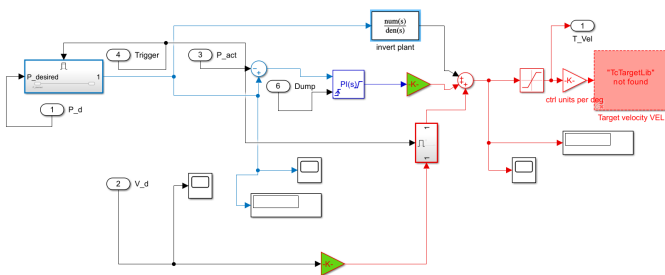 num(s)
den(s)
invert plant
1
T_Vel
4
Trigger
3
P_act
P_desired
1
6
Dump
PI(s)
-K-
-K-
ctrl units per deg
"TcTargetLib"
not found
Target velocity VEL
1
P_d
2
V_d
-K-